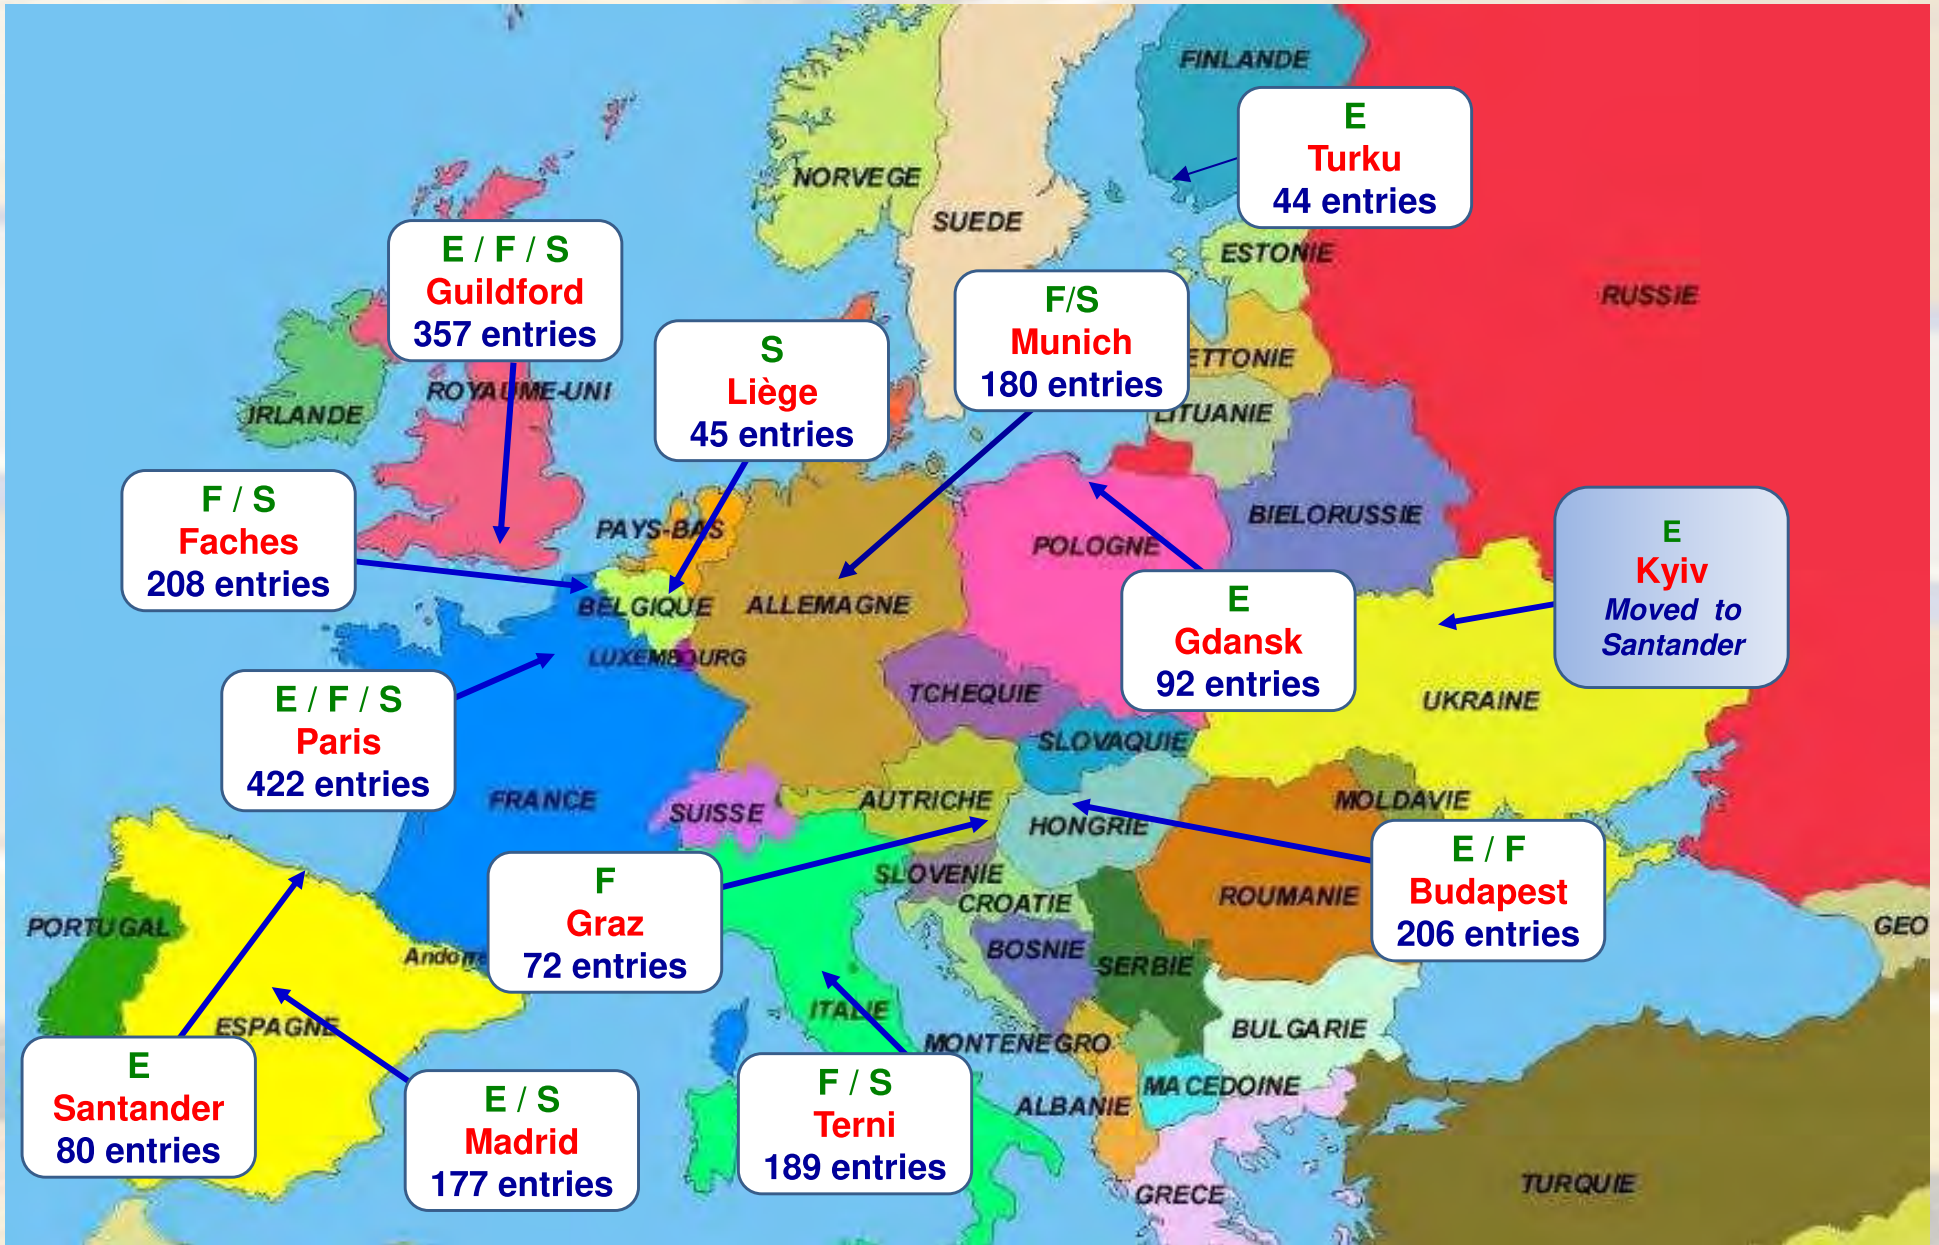 FINLANDE
E
Turku
44 entries
NORVEGE
SUEDE
ESTONIE
E / F / S
Guildford
357 entries
RUSSIE
F/S
Munich
180 entries
S
Liège
45 entries
ETTONIE
ROYAUME-UNI
IRLANDE
LITUANIE
F / S
Faches
208 entries
PAYS-BAS
BIELORUSSIE
POLOGNE
E
Kyiv
Moved to
Santander
BELGIQUE
ALLEMAGNE
E
Gdansk
92 entries
LUXEMBOURG
E / F / S
Paris
422 entries
TCHEQUIE
UKRAINE
SLOVAQUIE
FRANCE
SUISSE
AUTRICHE
MOLDAVIE
HONGRIE
E / F
Budapest
206 entries
F
Graz
72 entries
SLOVENIE
CROATIE
ROUMANIE
PORTUGAL
GEO
Andorre
BOSNIE
SERBIE
ITALIE
ESPAGNE
MONTENEGRO
BULGARIE
E
Santander
80 entries
E / S
Madrid
177 entries
F / S
Terni
189 entries
MACEDOINE
ALBANIE
GRECE
TURQUIE